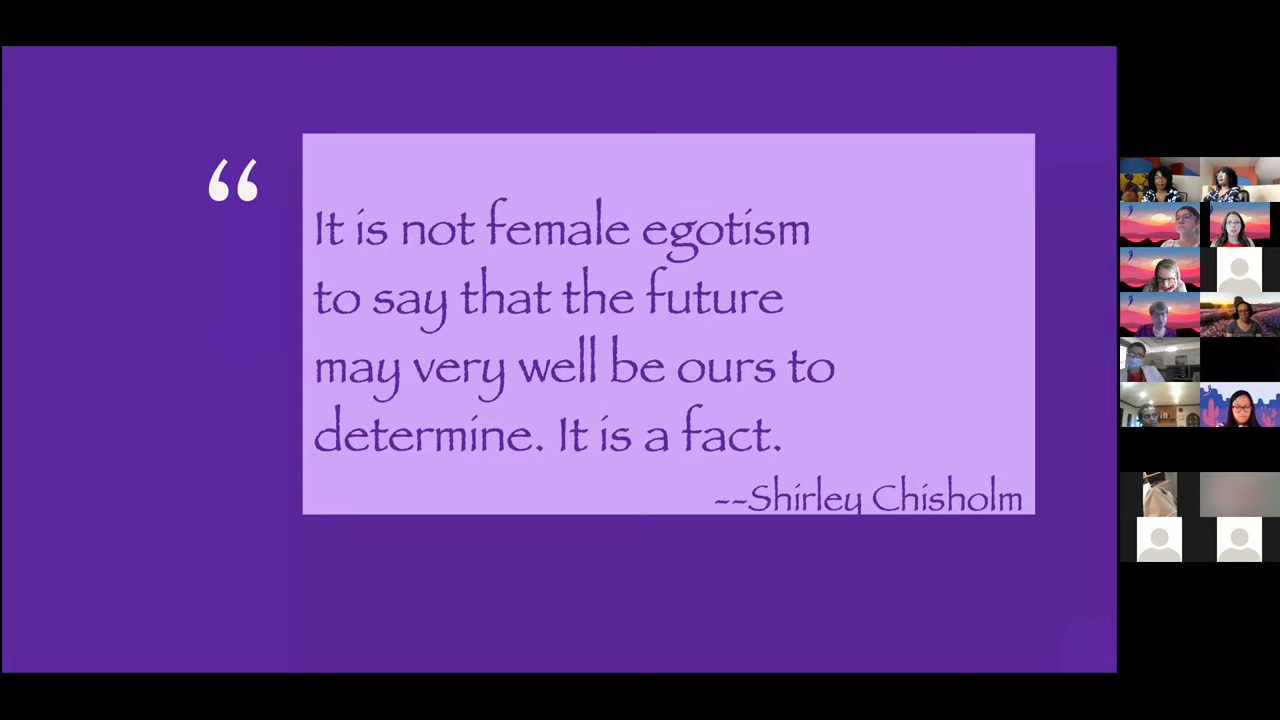 “
It is not female egotism
to say that the future
may very well be ours to
determine. It is a fact.
--Shirley Chisholm